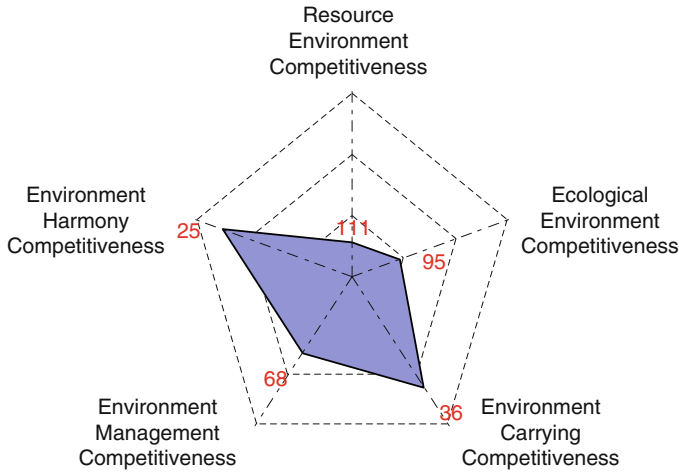 Resource
Environment
Competitiveness
111
Environment
Harmony
Competitiveness
25
Ecological
Environment
Competitiveness
95
68
36
Environment
Management
Competitiveness
Environment
Carrying
Competitiveness